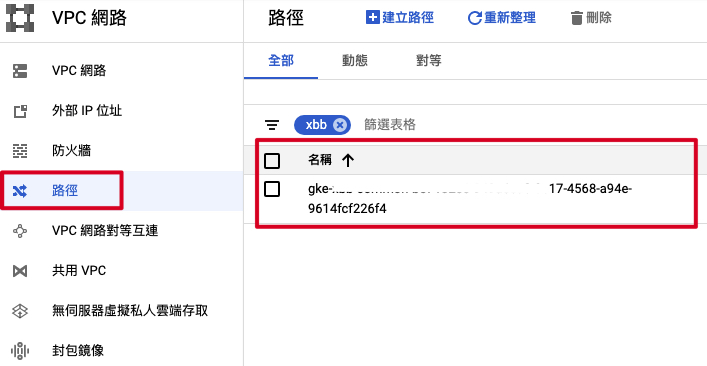 VPC 網路
VPC 網路
外部 IP 位址
防火牆
路徑
VPC 網路對等互連
共用 VPC
無伺服器虛擬私人雲端存取
封包鏡像
路徑 建立路徑 重新整理 刪除
全部 動態 對等
xbb 篩選表格
名稱
gke- 17-4568-a94e-
9614fcf226f4